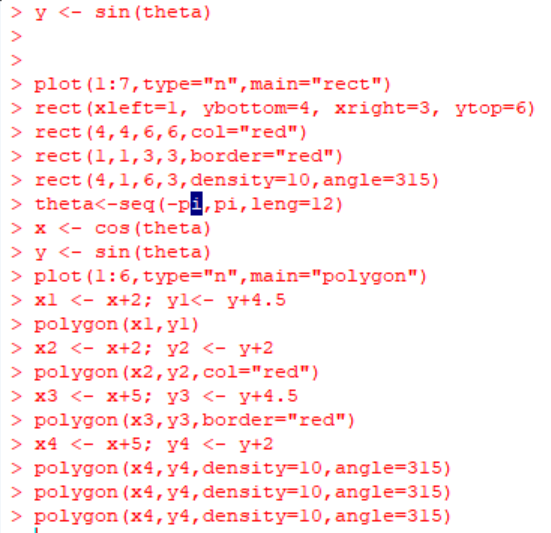 > y <- sin(theta)
>
>
> plot(1:7,type="n",main="rect")
> rect(xleft=1, ybottom=4, xright=3, ytop=6)
> rect(4,4,6,6,col="red")
> rect(1,1,3,3,border="red")
> rect(4,1,6,3,density=10,angle=315)
> theta<-seq(-pi,pi,leng=12)
> x <- cos(theta)
> y <- sin(theta)
> plot(1:6,type="n",main="polygon")
> x1 <- x+2; y1<- y+4.5
> polygon(x1,y1)
> x2 <- x+2; y2 <- y+2
> polygon(x2,y2,col="red")
> x3 <- x+5; y3 <- y+4.5
> polygon(x3,y3,border="red")
> x4 <- x+5; y4 <- y+2
> polygon(x4,y4,density=10,angle=315)
> polygon(x4,y4,density=10,angle=315)
> polygon(x4,y4,density=10,angle=315)